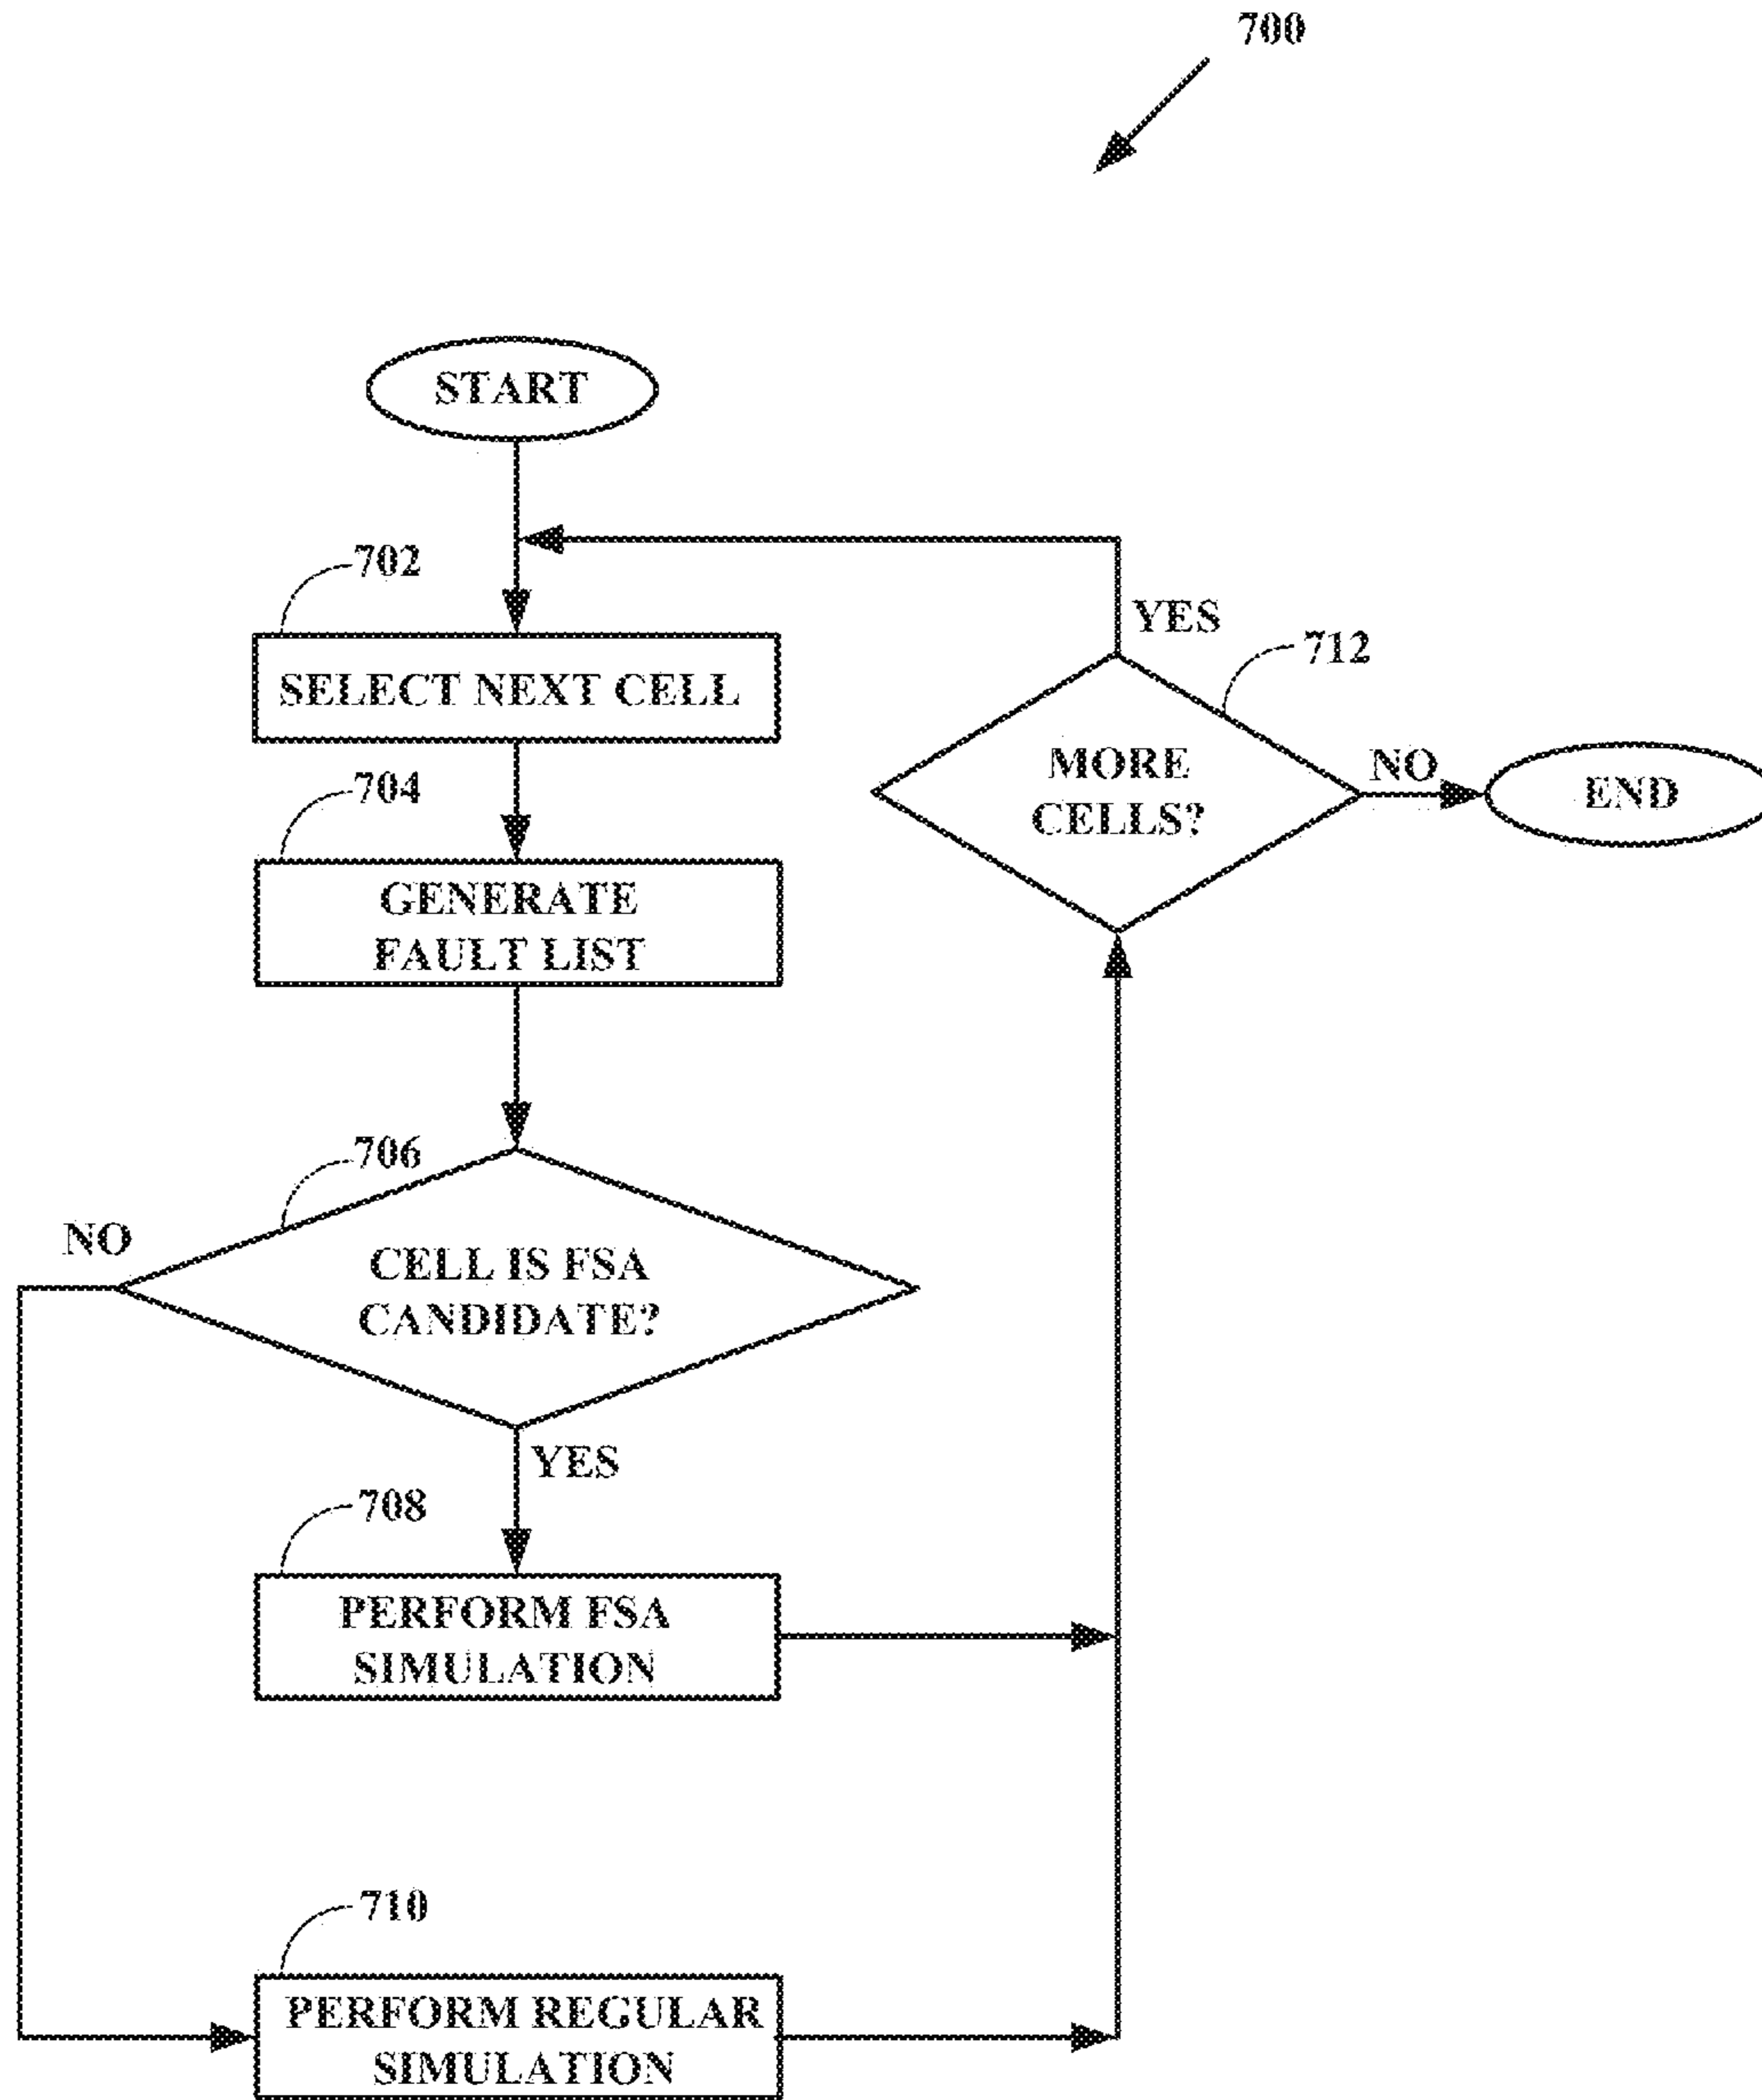 700
START
702
SELECT NEXT CELL
704
GENERATE
FAULT LIST
706
NO
CELL IS FSA
CANDIDATE?
YES
708
PERFORM FSA
SIMULATION
710
PERFORM REGULAR
SIMULATION
YES
712
MORE
CELLS?
NO
END